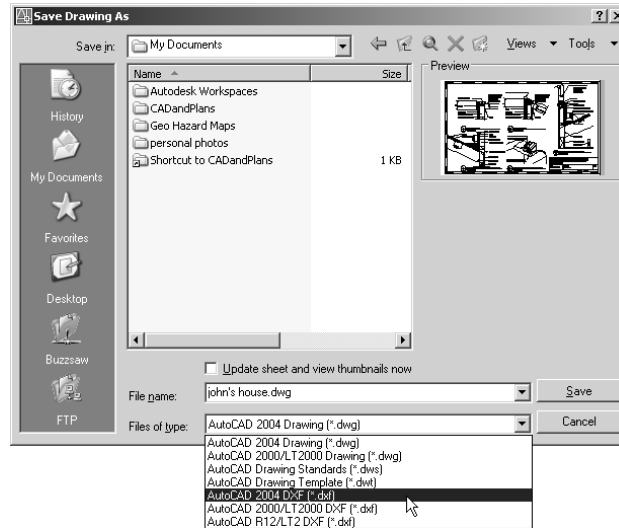 Save Drawing As
Save in:
My Documents
Views
Tools
History
My Documents
Favorites
Desktop
Buzzsaw
FTP
Name
Size
Autodesk Workspaces
CADandPlans
Geo Hazard Maps
personal photos
Shortcut to CADandPlans 1 KB
Preview
Update sheet and view thumbnails now
File name:
john's house.dwg
Save
Files of type:
AutoCAD 2004 Drawing (*.dwg)
Cancel
AutoCAD 2004 Drawing (*.dwg)
AutoCAD 2000/LT2000 Drawing (*.dwg)
AutoCAD Drawing Standards (*.dws)
AutoCAD Drawing Template (*.dwt)
AutoCAD 2004 DXF (*.dxf)
AutoCAD 2000/LT2000 DXF (*.dxf)
AutoCAD R12/LT2 DXF (*.dxf)